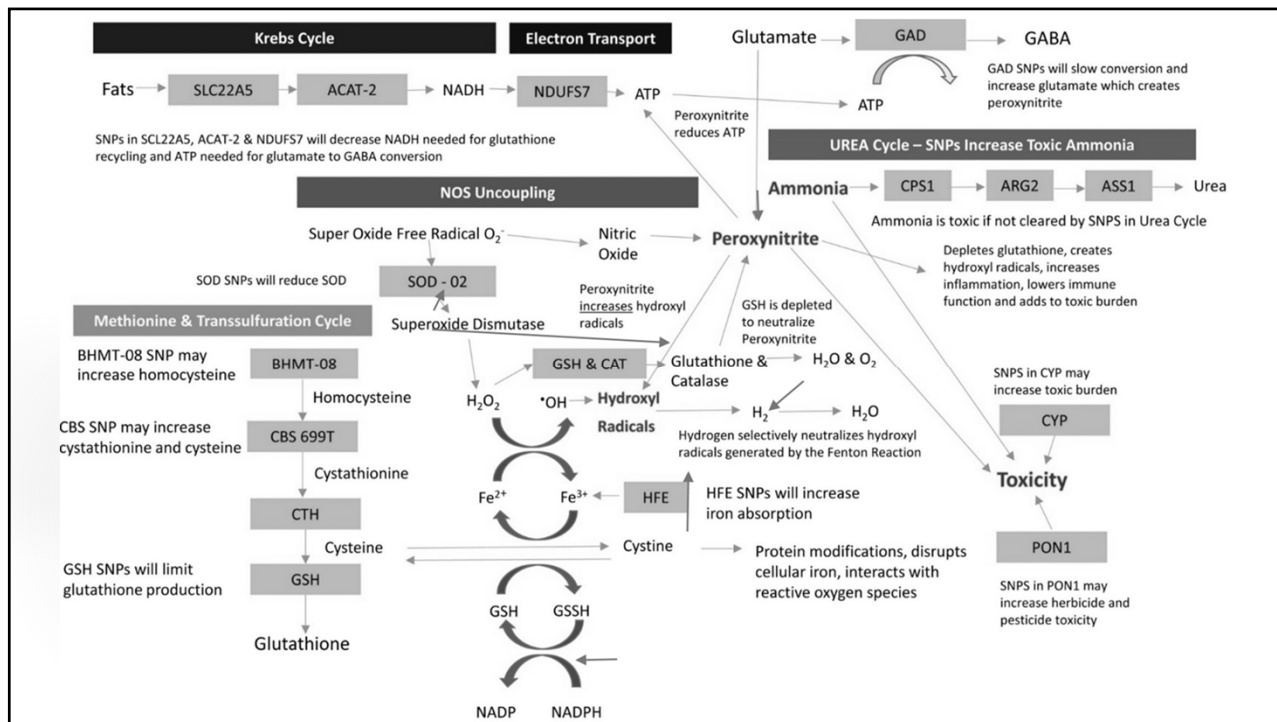 Krebs Cycle
Electron Transport
Glutamate
GAD
GABA
Fats
SLC22A5
ACAT-2
NADH
NDUFS7
ATP
ATP
GAD SNPs will slow conversion and
increase glutamate which creates
peroxynitrite
Peroxynitrite
reduces ATP
SNPs in SCL22A5, ACAT-2 & NDUFS7 will decrease NADH needed for glutathione
recycling and ATP needed for glutamate to GABA conversion
UREA Cycle – SNPs Increase Toxic Ammonia
NOS Uncoupling
Ammonia
CPS1
ARG2
ASS1
Urea
Ammonia is toxic if not cleared by SNPS in Urea Cycle
Super Oxide Free Radical O₂⁻
Nitric
Oxide
Peroxynitrite
Depletes glutathione, creates
hydroxyl radicals, increases
inflammation, lowers immune
function and adds to toxic burden
SOD SNPs will reduce SOD
SOD - 02
Peroxynitrite
increases hydroxyl
radicals
GSH is depleted
to neutralize
Peroxynitrite
Methionine & Transsulfuration Cycle
Superoxide Dismutase
BHMT-08 SNP may
increase homocysteine
BHMT-08
GSH & CAT
Glutathione &
Catalase
H₂O & O₂
Homocysteine
H₂O₂
•OH
Hydroxyl
Radicals
H₂
H₂O
SNPS in CYP may
increase toxic burden
CYP
CBS SNP may increase
cystathionine and cysteine
CBS 699T
Hydrogen selectively neutralizes hydroxyl
radicals generated by the Fenton Reaction
Cystathionine
Fe²⁺
Fe³⁺
HFE
HFE SNPs will increase
iron absorption
Toxicity
CTH
Cysteine
Cystine
Protein modifications, disrupts
cellular iron, interacts with
reactive oxygen species
PON1
GSH SNPs will limit
glutathione production
GSH
GSH
GSSH
SNPS in PON1 may
increase herbicide and
pesticide toxicity
Glutathione
NADP
NADPH